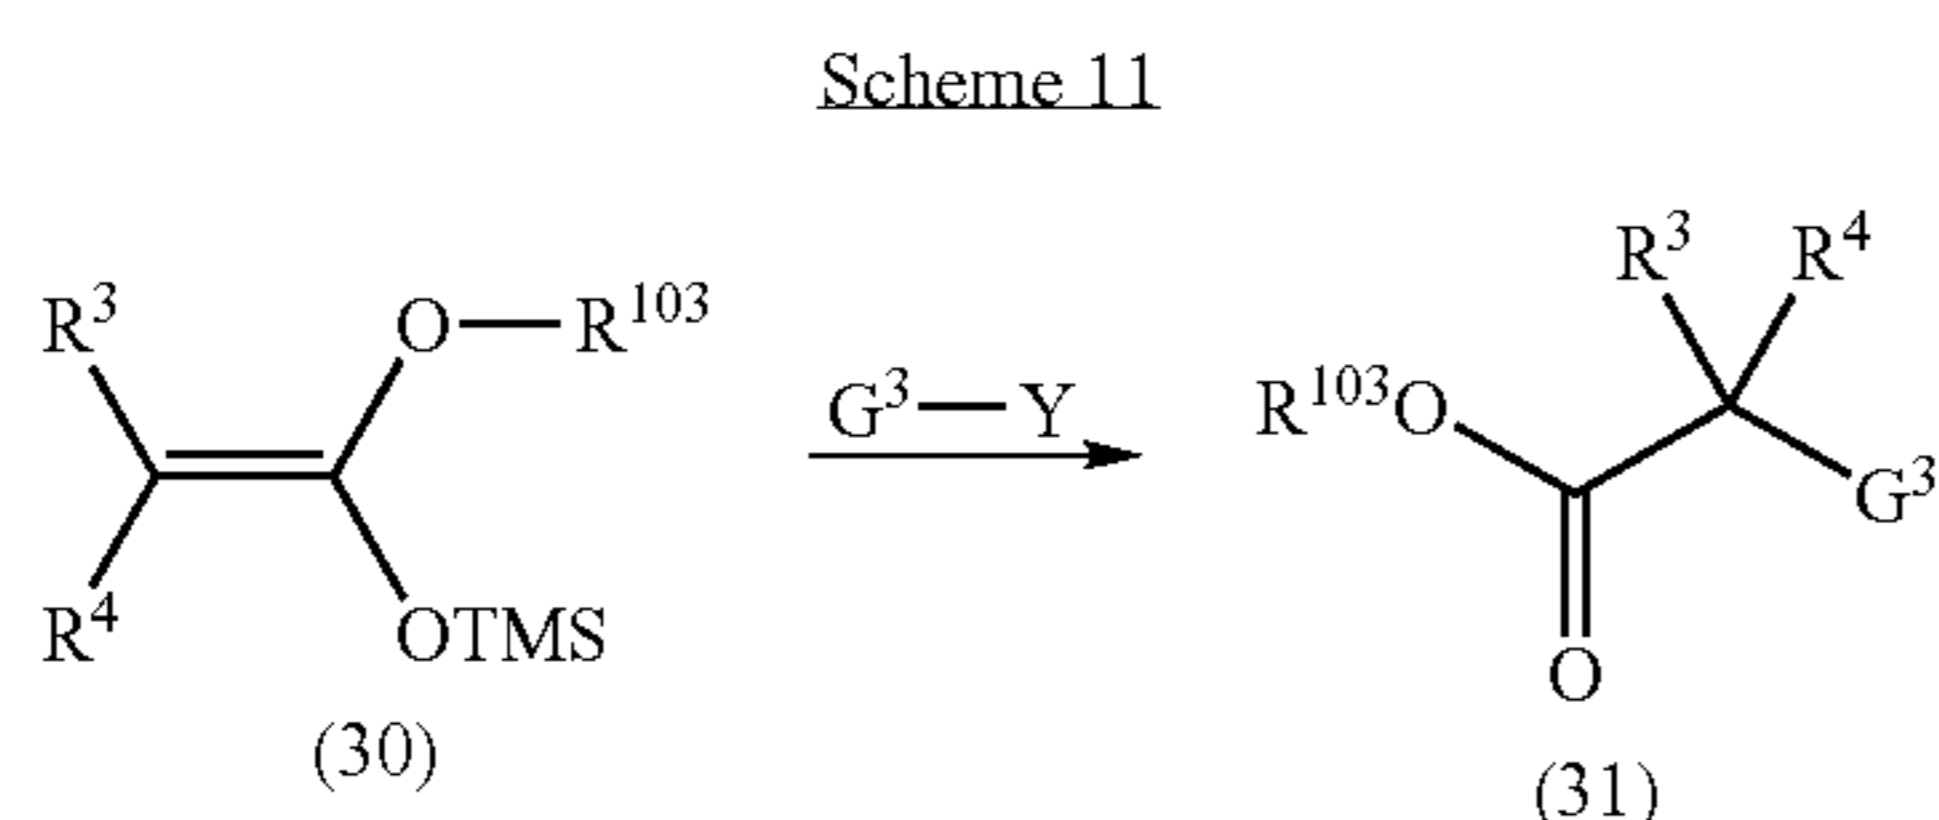 Scheme 11
R³ O—R¹⁰³
R⁴ OTMS
(30)
G³—Y
R³ R⁴
R¹⁰³O G³
O
(31)